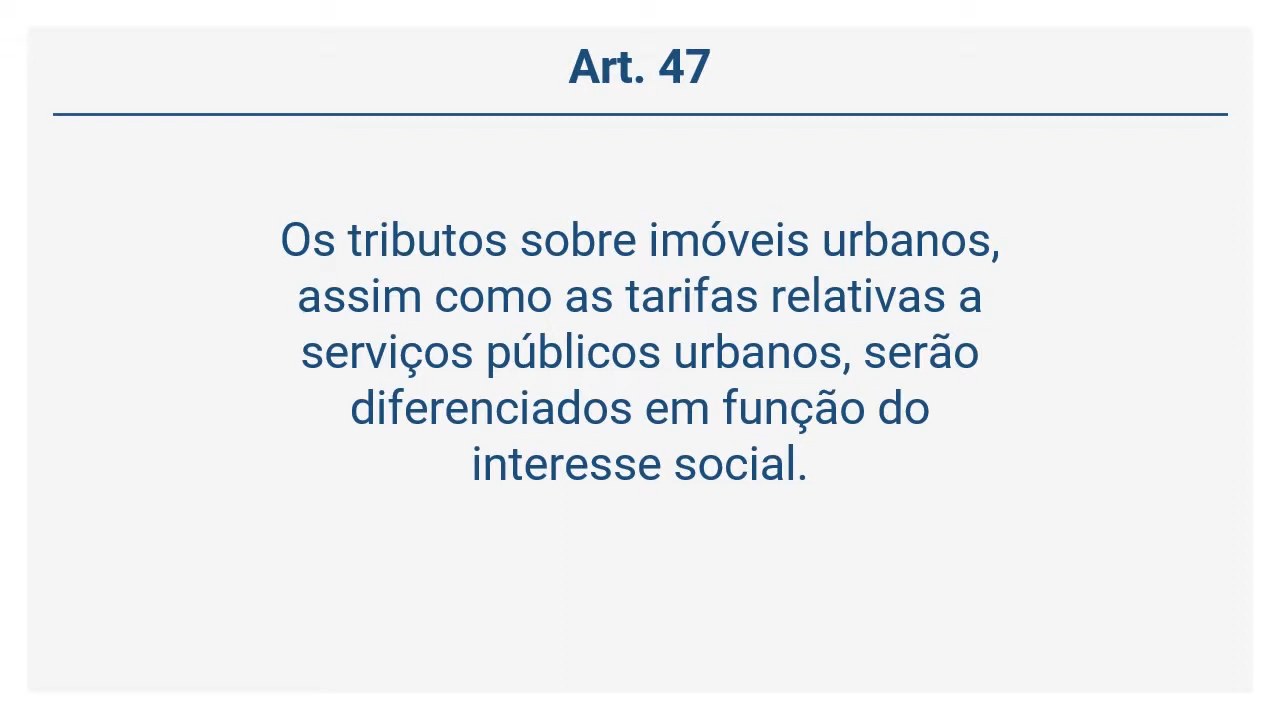 Art. 47
Os tributos sobre imóveis urbanos,
assim como as tarifas relativas a
serviços públicos urbanos, serão
diferenciados em função do
interesse social.